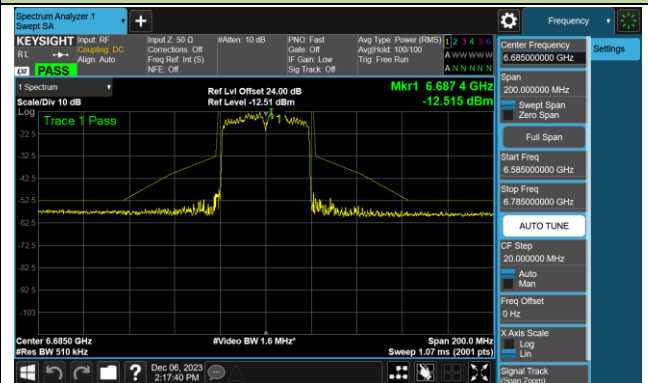 Spectrum Analyzer 1
Swept SA
+
Frequency
KEYSIGHT
Input: RF
Coupling: DC
Align: Auto
Input Z: 50 Ω
Corrections: Off
Freq Ref: Int (S)
NFE: Off
#Atten: 10 dB
PNO: Fast
Gate: Off
IF Gain: Low
Sig Track: Off
Avg Type: Power (RMS)
Avg|Hold: 100/100
Trig: Free Run
1 2 3 4 5 6
A W W W W W
A N N N N N
R L
LXI
PASS
1 Spectrum
Scale/Div 10 dB
Ref Lvl Offset 24.00 dB
Ref Level -12.51 dBm
Mkr1 6.687 4 GHz
-12.515 dBm
Log
Trace 1 Pass
1
-22.5
-32.5
-42.5
-52.5
-62.5
-72.5
-82.5
-92.5
-103
Center 6.6850 GHz
#Res BW 510 kHz
#Video BW 1.6 MHz*
Span 200.0 MHz
Sweep 1.07 ms (2001 pts)
Dec 06, 2023
2:17:40 PM
Center Frequency
6.685000000 GHz
Settings
Span
200.000000 MHz
Swept Span
Zero Span
Full Span
Start Freq
6.585000000 GHz
Stop Freq
6.785000000 GHz
AUTO TUNE
CF Step
20.000000 MHz
Auto
Man
Freq Offset
0 Hz
X Axis Scale
Log
Lin
Signal Track
(Span Zoom)